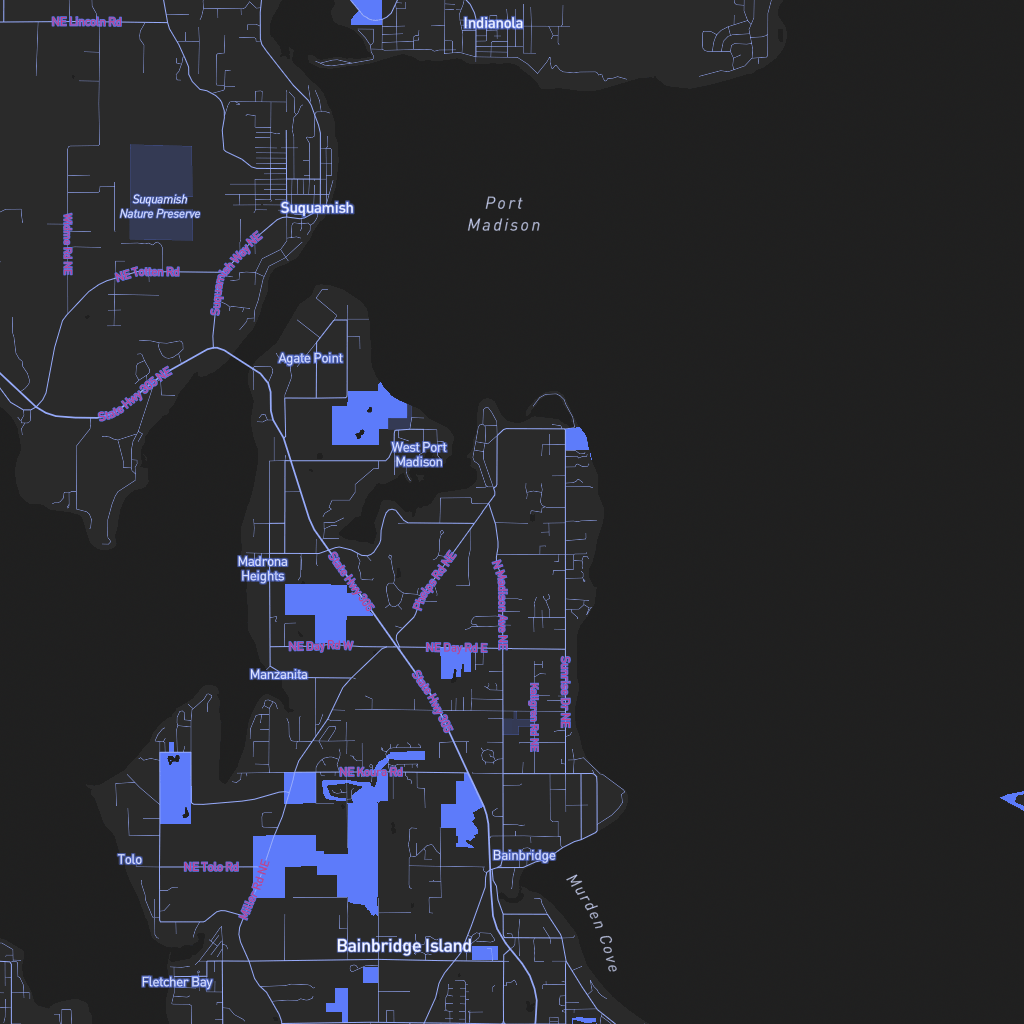 NE Lincoln Rd
Indianola
Suquamish
Nature Preserve
Suquamish
Port
Madison
Widme Rd NE
NE Totten Rd
Suquamish Way NE
Agate Point
State Hwy 305 NE
West Port
Madison
Madrona
Heights
State Hwy 305
Phelps Rd NE
N Madison Ave NE
NE Day Rd W
NE Day Rd E
Manzanita
State Hwy 305
Kallgren Rd NE
Sunrise Dr NE
NE Koura Rd
Tolo
NE Tolo Rd
Miller Rd NE
Bainbridge
Murden Cove
Bainbridge Island
Fletcher Bay